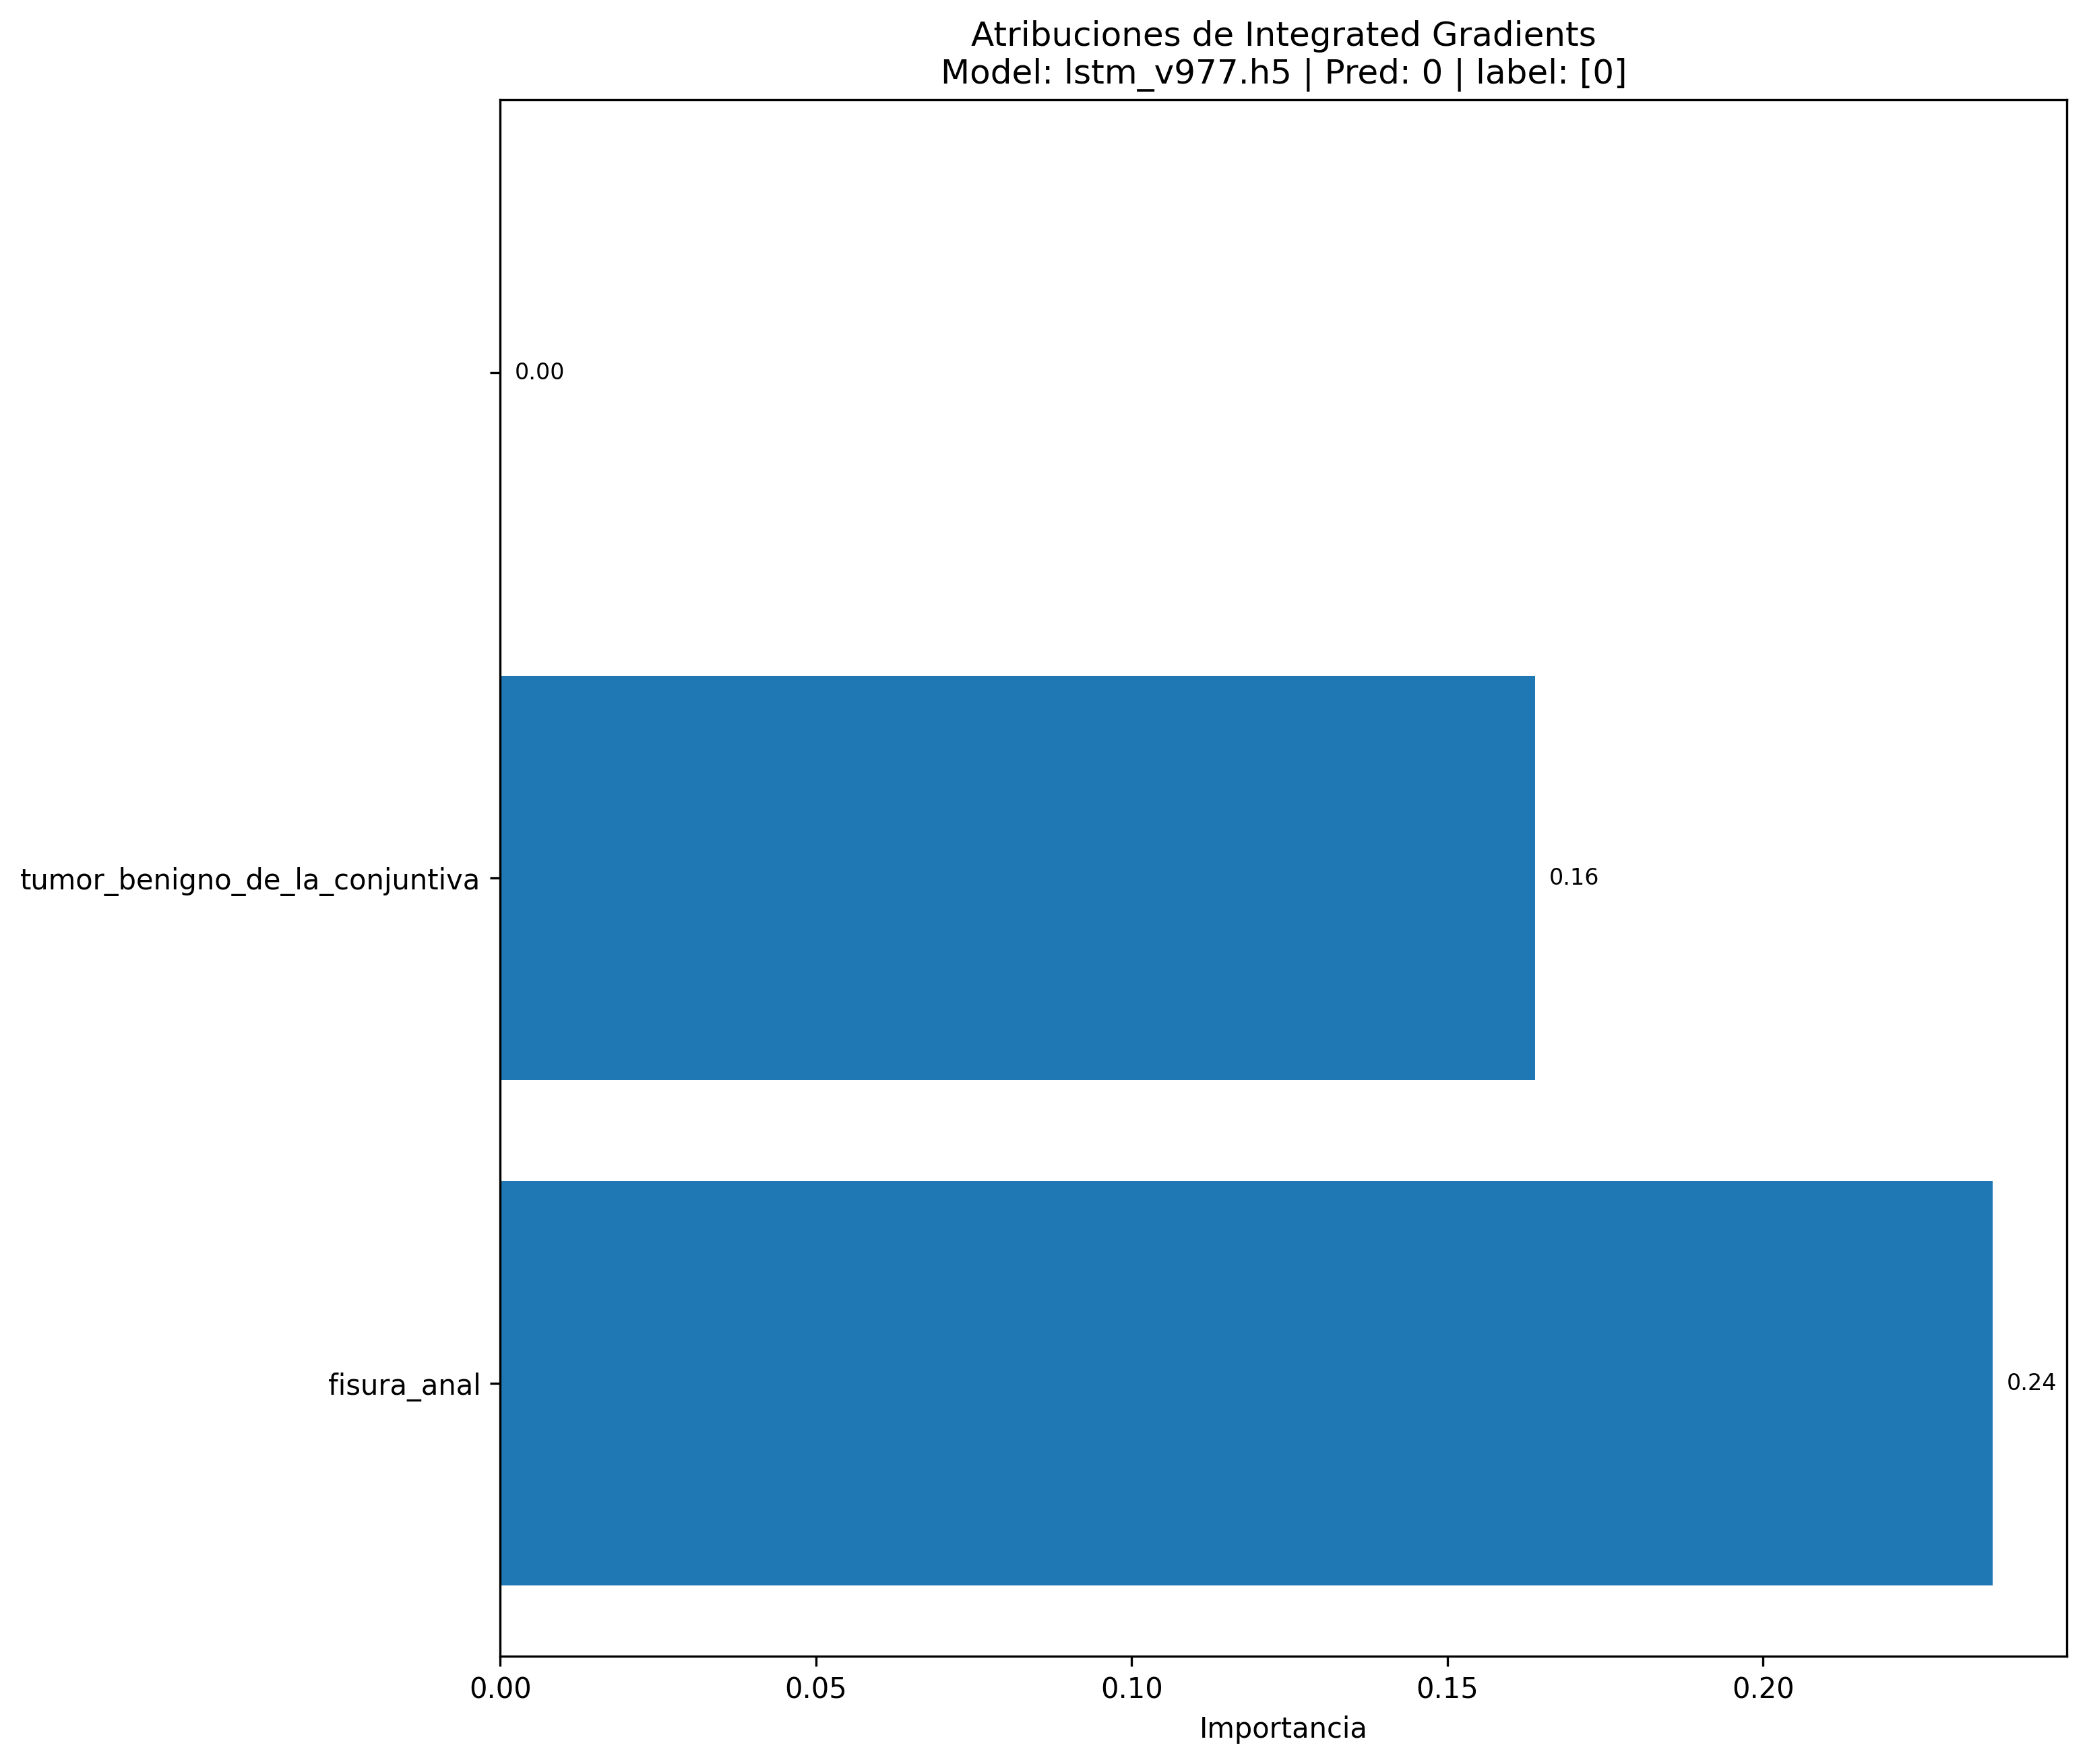 Atribuciones de Integrated Gradients
Model: lstm_v977.h5 | Pred: 0 | label: [0]
0.00
tumor_benigno_de_la_conjuntiva
0.16
fisura_anal
0.24
0.00 0.05 0.10 0.15 0.20
Importancia